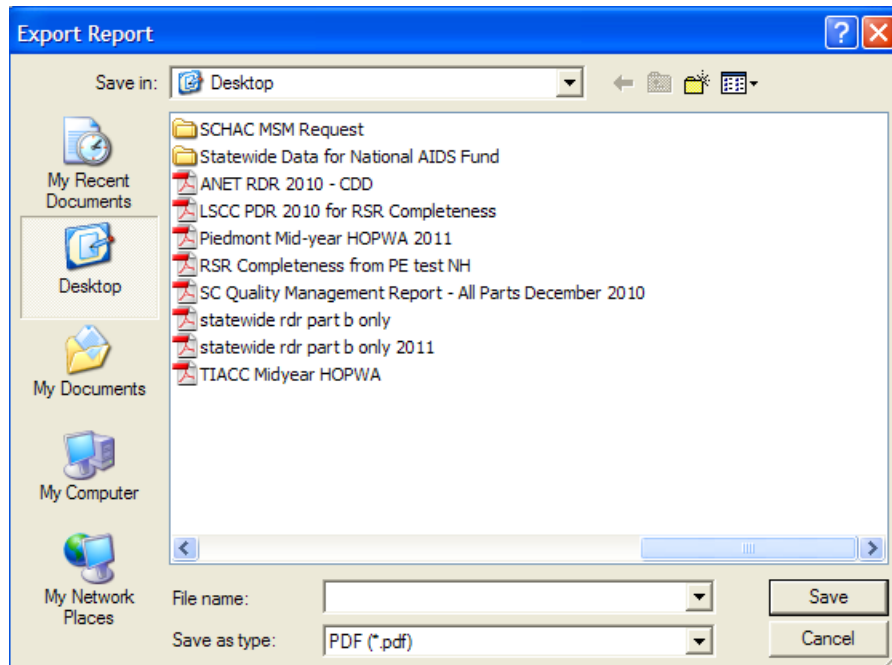 Export Report
Save in:
Desktop
My Recent
Documents
Desktop
My Documents
My Computer
My Network
Places
SCHAC MSM Request
Statewide Data for National AIDS Fund
ANET RDR 2010 - CDD
LSCC PDR 2010 for RSR Completeness
Piedmont Mid-year HOPWA 2011
RSR Completeness from PE test NH
SC Quality Management Report - All Parts December 2010
statewide rdr part b only
statewide rdr part b only 2011
TIACC Midyear HOPWA
File name:
Save
Save as type:
PDF (*.pdf)
Cancel